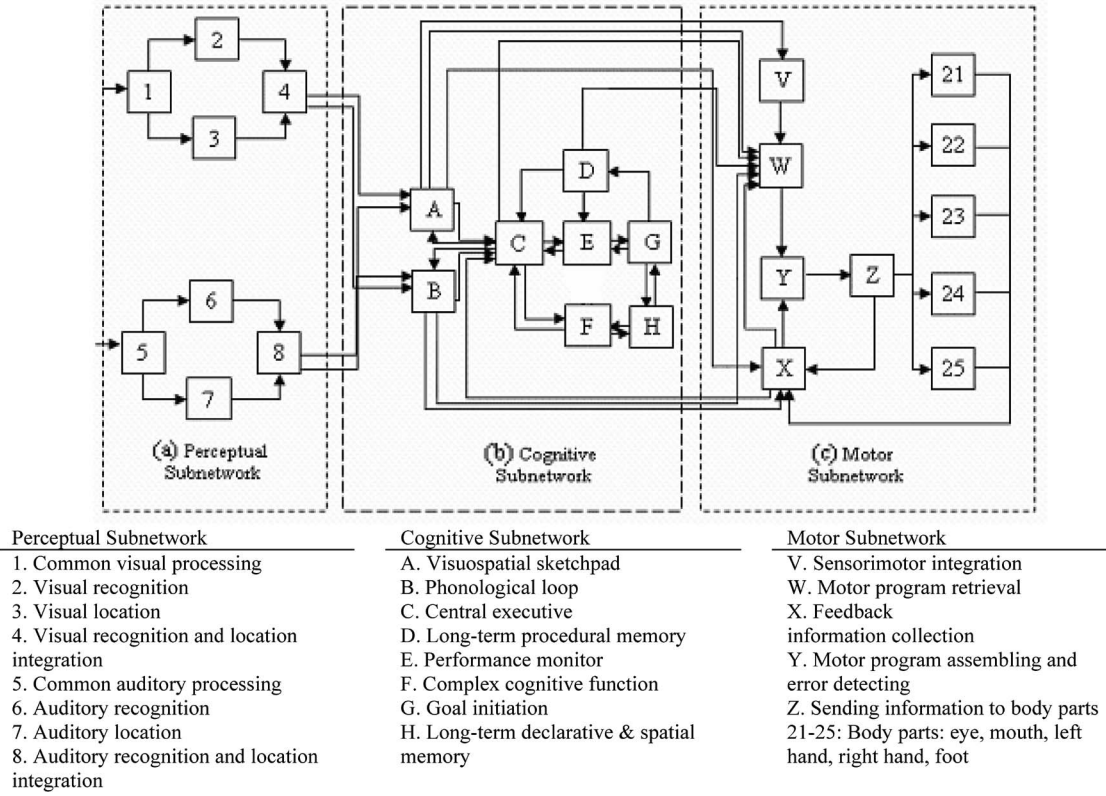 1
2
3
4
5
6
7
8
A
B
C
D
E
F
G
H
V
W
X
Y
Z
21
22
23
24
25
(a) Perceptual
Subnetwork
(b) Cognitive
Subnetwork
(c) Motor
Subnetwork
Perceptual Subnetwork
1. Common visual processing
2. Visual recognition
3. Visual location
4. Visual recognition and location
integration
5. Common auditory processing
6. Auditory recognition
7. Auditory location
8. Auditory recognition and location
integration
Cognitive Subnetwork
A. Visuospatial sketchpad
B. Phonological loop
C. Central executive
D. Long-term procedural memory
E. Performance monitor
F. Complex cognitive function
G. Goal initiation
H. Long-term declarative & spatial
memory
Motor Subnetwork
V. Sensorimotor integration
W. Motor program retrieval
X. Feedback
information collection
Y. Motor program assembling and
error detecting
Z. Sending information to body parts
21-25: Body parts: eye, mouth, left
hand, right hand, foot